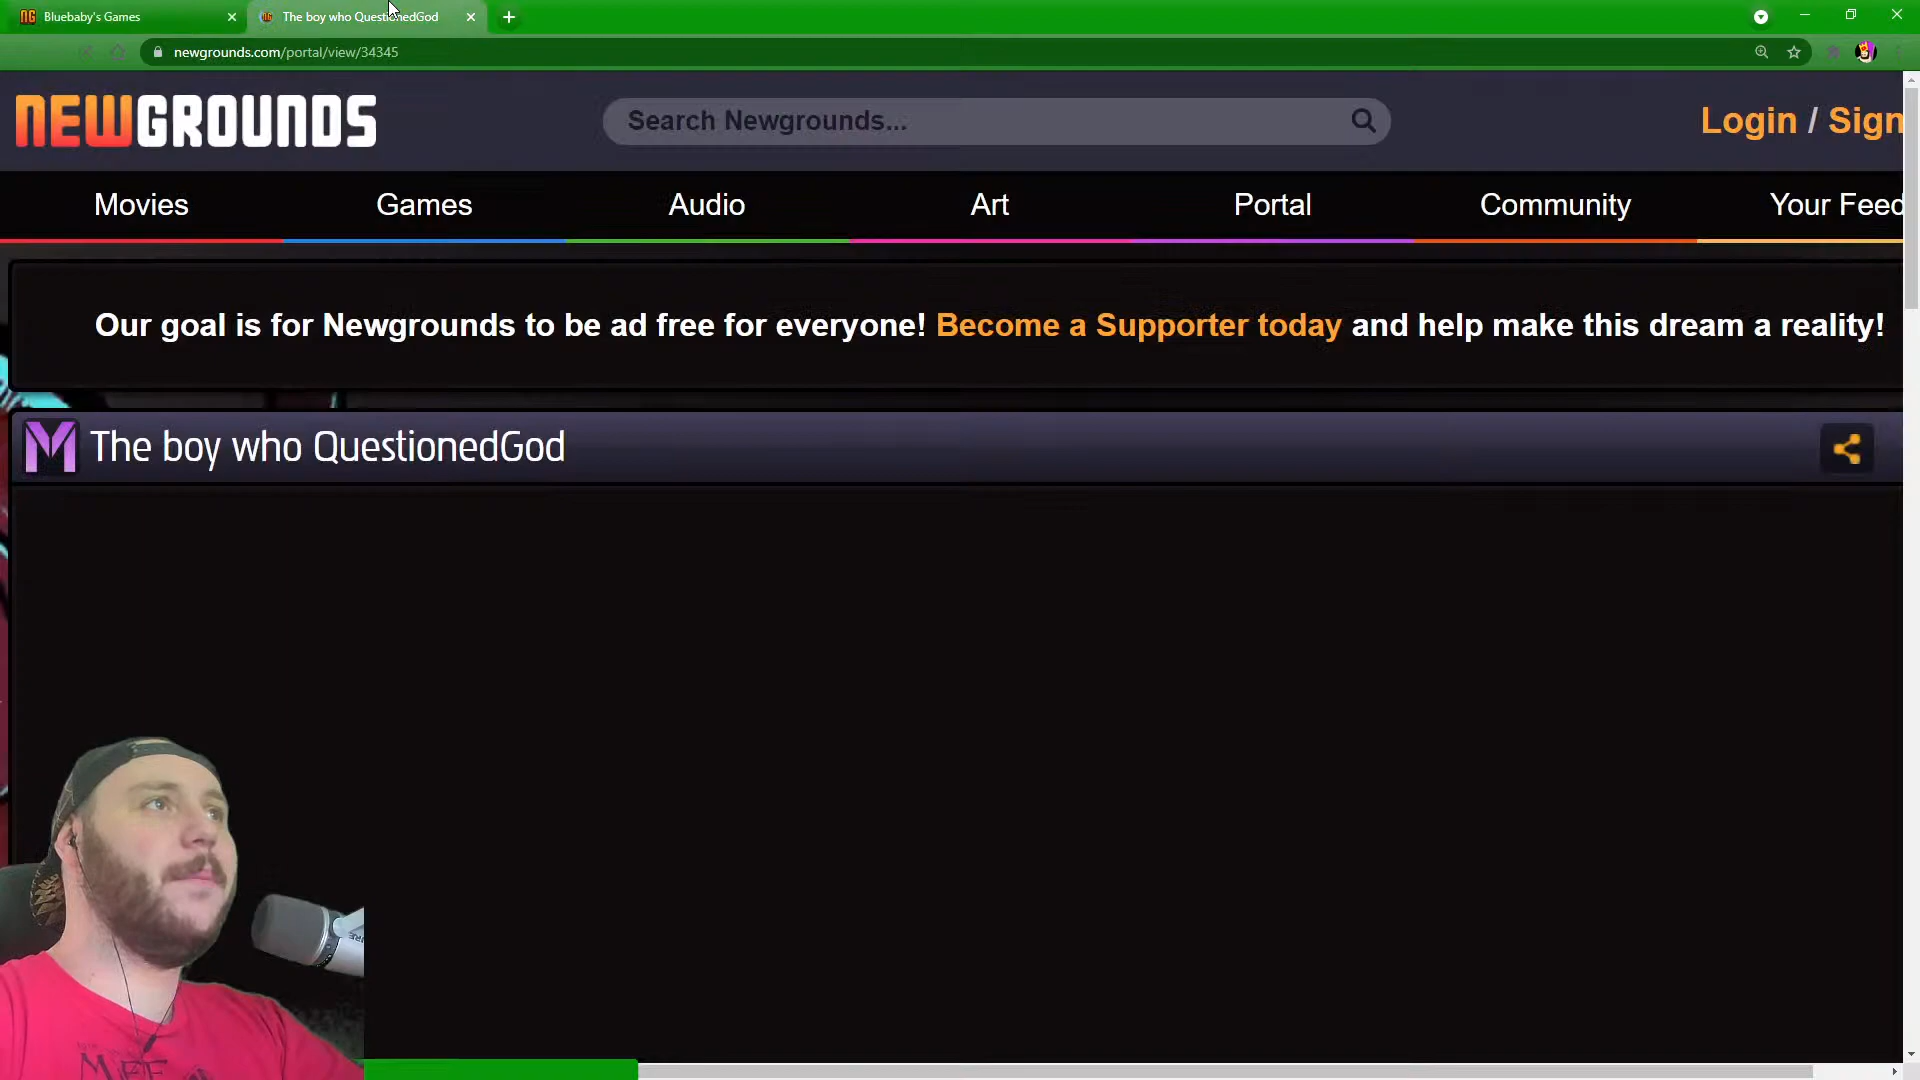 Bluebaby's Games
The boy who QuestionedGod
newgrounds.com/portal/view/34345
NEWGROUNDS
Search Newgrounds...
Login / Sign
Movies
Games
Audio
Art
Portal
Community
Your Feed
Our goal is for Newgrounds to be ad free for everyone! Become a Supporter today and help make this dream a reality!
The boy who QuestionedGod